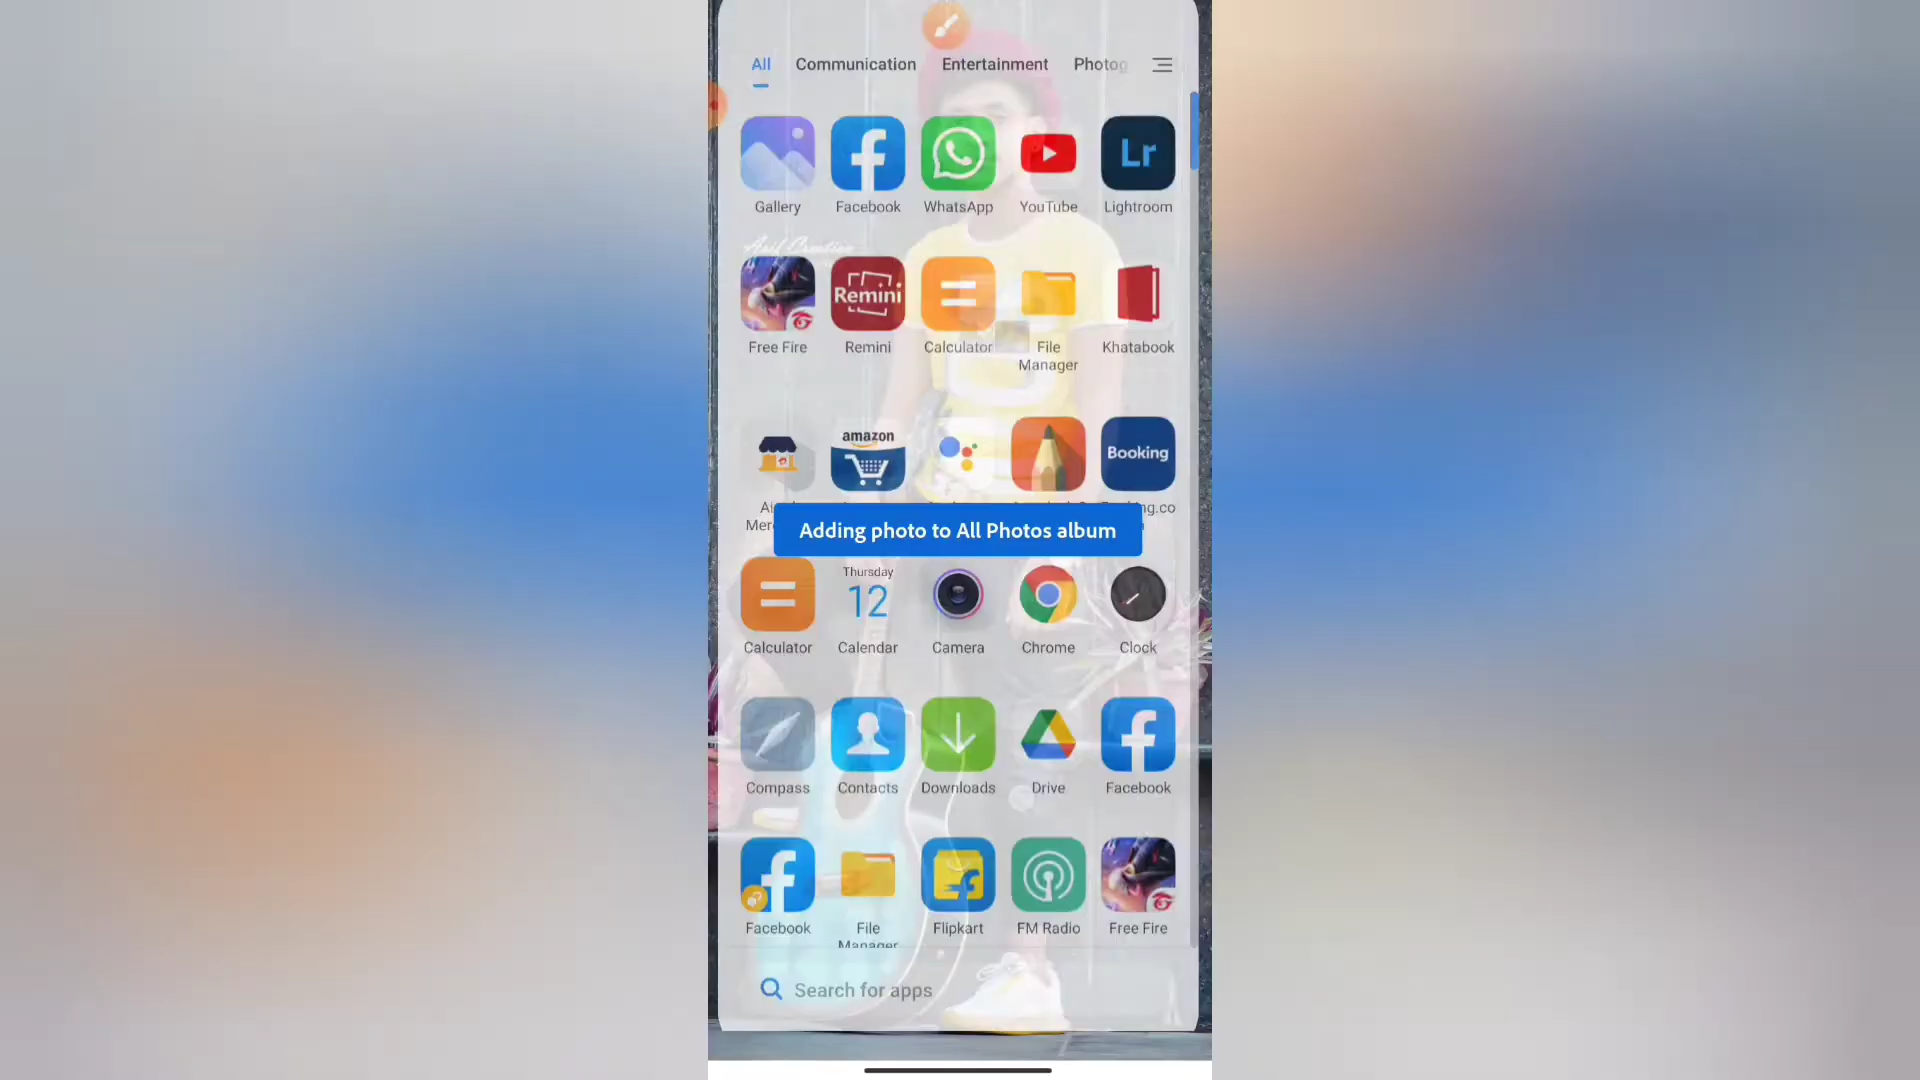 All Communication Entertainment Photog
Lr
Gallery Facebook WhatsApp YouTube Lightroom
Asif Creation
Remini
Free Fire Remini Calculator File Manager Khatabook
amazon
Booking
Adding photo to All Photos album
Thursday
12
Calculator Calendar Camera Chrome Clock
Compass Contacts Downloads Drive Facebook
Facebook File Manager Flipkart FM Radio Free Fire
Search for apps